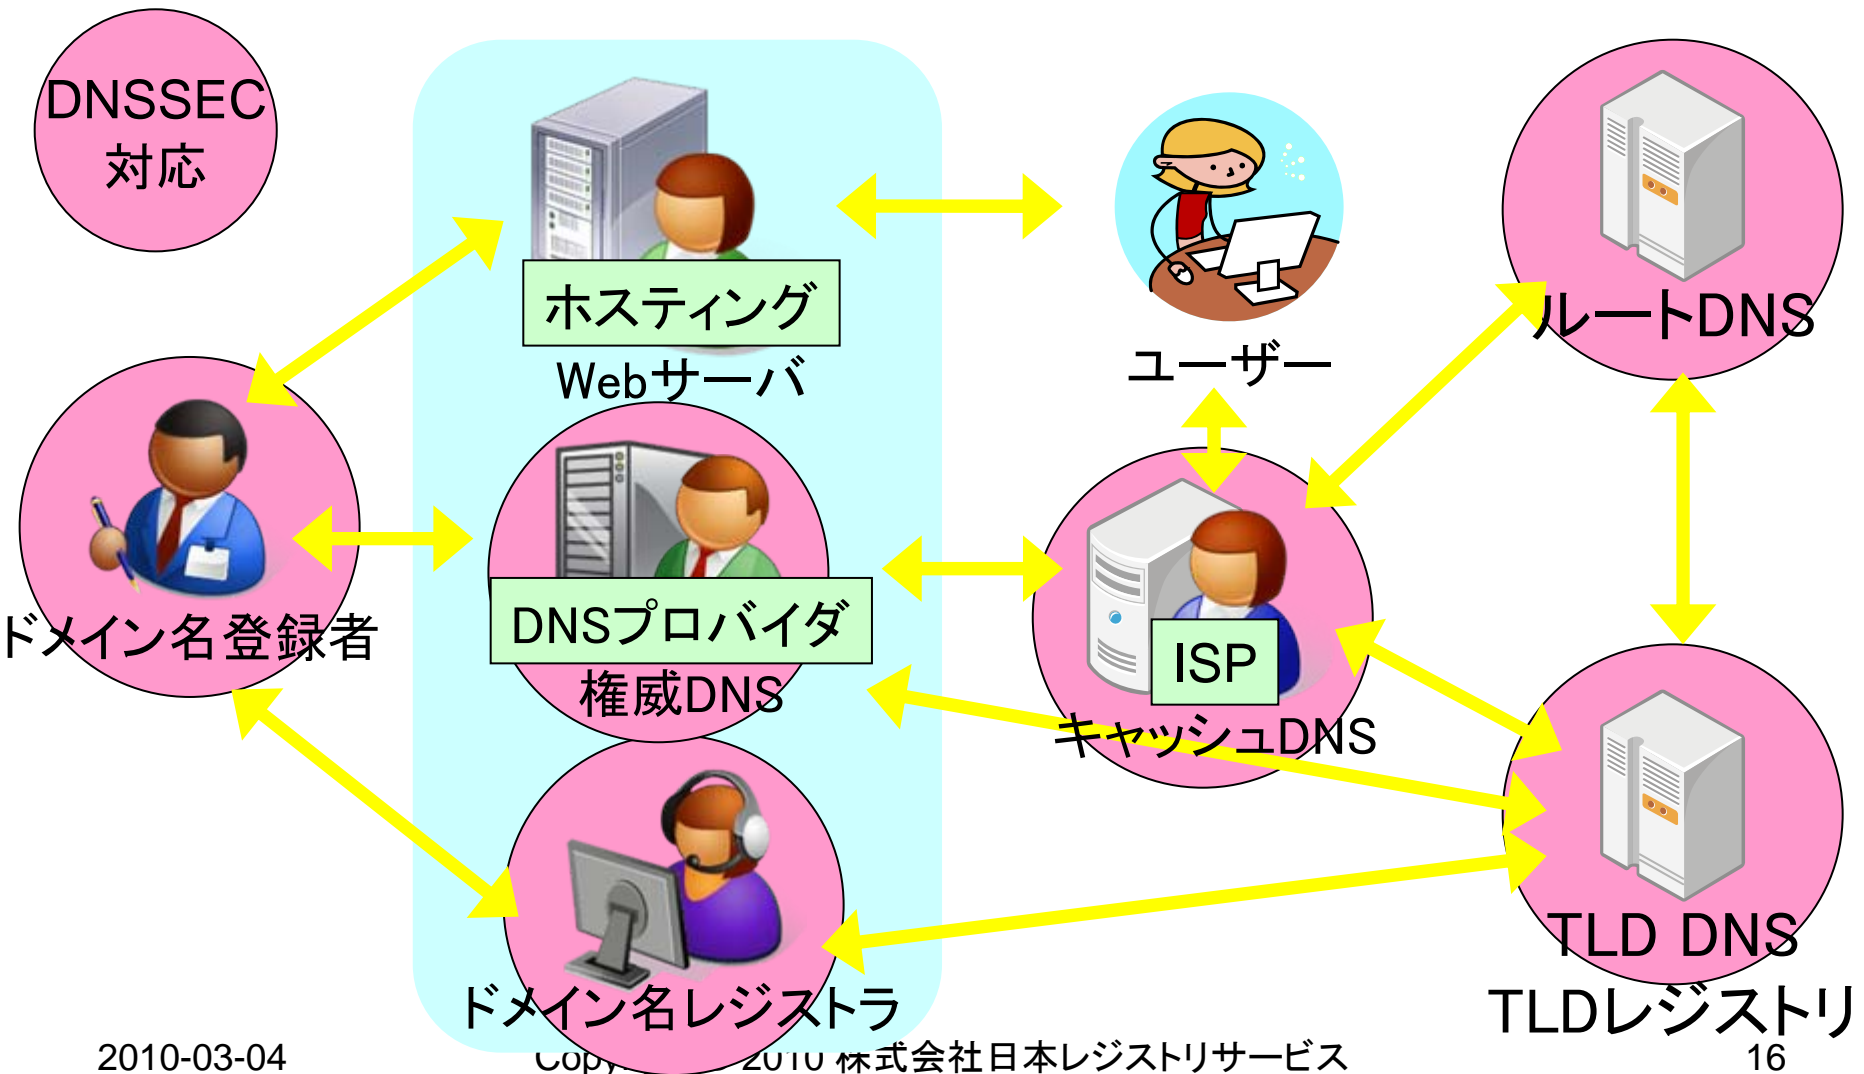 DNSSEC
対応
ホスティング
Webサーバ
ユーザー
ルートDNS
ドメイン名登録者
DNSプロバイダ
権威DNS
ISP
キャッシュDNS
TLD DNS
TLDレジストリ
ドメイン名レジストラ
2010-03-04
2010 株式会社日本レジストリサービス
16